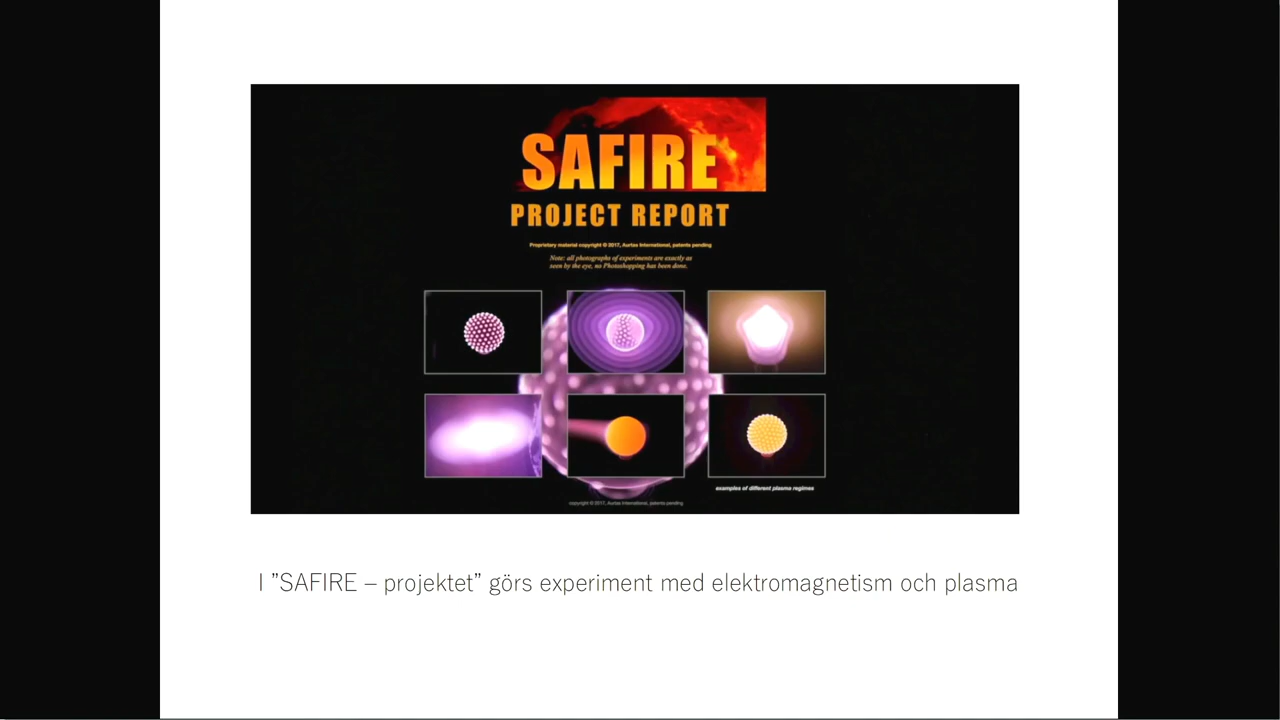 SAFIRE
PROJECT REPORT
Proprietary material copyright © 2017, Auritas International, patents pending
Note: all photographs of experiments are exactly as
seen by the eye, no Photoshopping has been done.
examples of different plasma regimes
copyright © 2017, Auritas International, patents pending
I ”SAFIRE – projektet” görs experiment med elektromagnetism och plasma